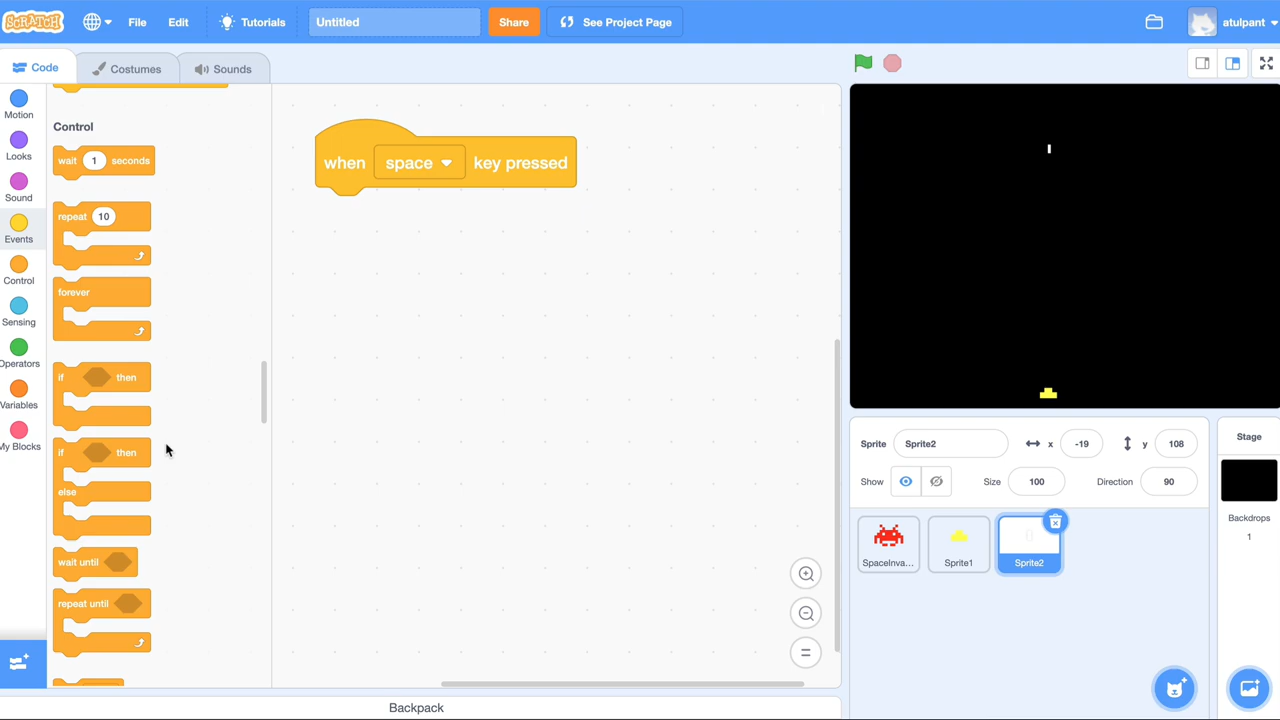 SCRATCH
File
Edit
Tutorials
Untitled
Share
See Project Page
atulpant
Code
Costumes
Sounds
Motion
Looks
Sound
Events
Control
Sensing
Operators
Variables
My Blocks
Control
wait 1 seconds
repeat 10
forever
if then
if then
else
wait until
repeat until
when space key pressed
Sprite Sprite2 x -19 y 108
Show Size 100 Direction 90
SpaceInva...
Sprite1
Sprite2
Stage
Backdrops
1
Backpack